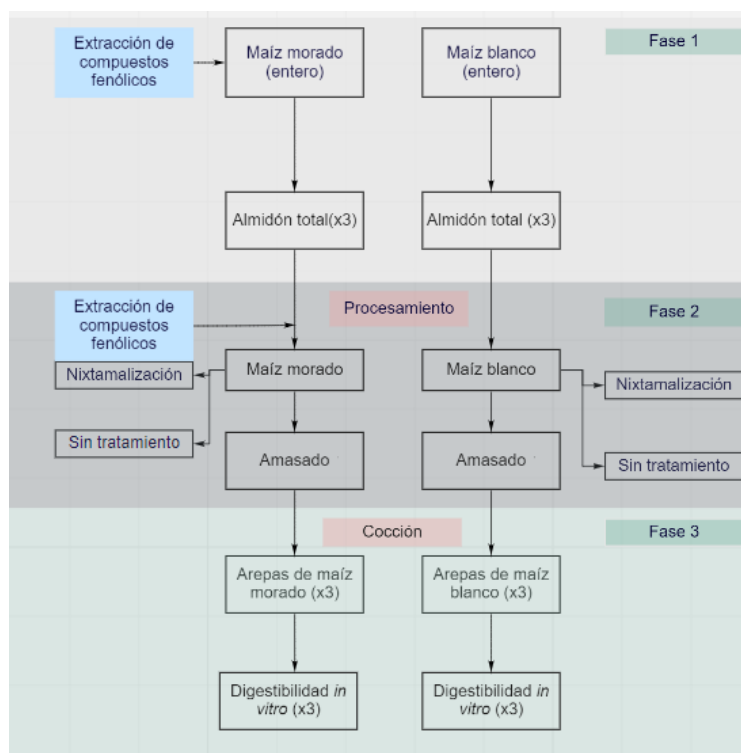 Extracción de
compuestos
fenólicos
Maíz morado
(entero)
Maíz blanco
(entero)
Fase 1
Almidón total(x3)
Almidón total (x3)
Extracción de
compuestos
fenólicos
Procesamiento
Fase 2
Nixtamalización
Maíz morado
Maíz blanco
Nixtamalización
Sin tratamiento
Amasado
Amasado
Sin tratamiento
Cocción
Fase 3
Arepas de maíz
morado (x3)
Arepas de maíz
blanco (x3)
Digestibilidad in
vitro (x3)
Digestibilidad in
vitro (x3)